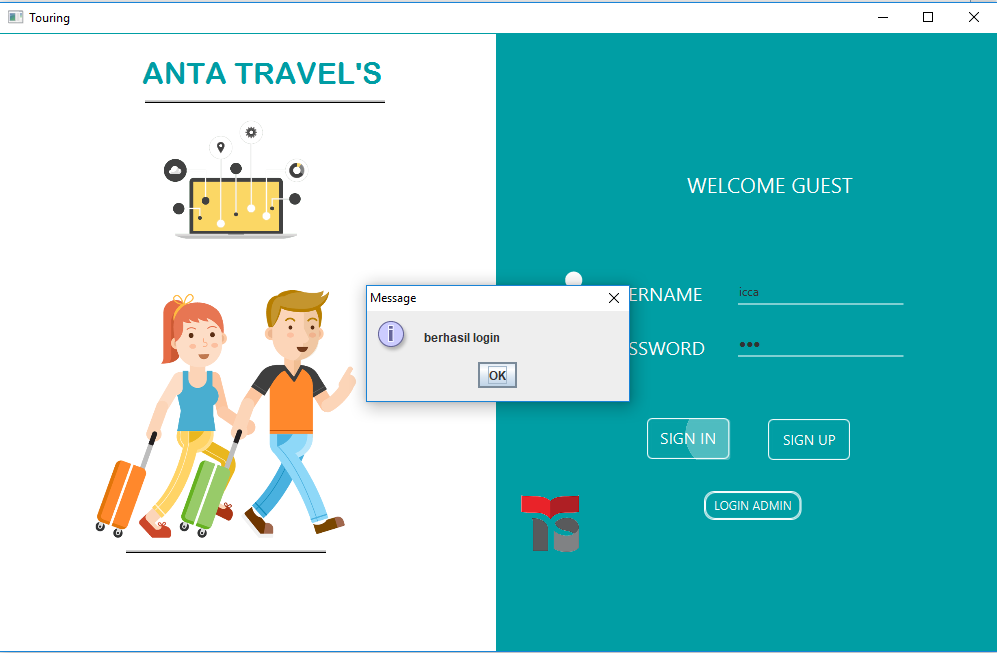 Touring
ANTA TRAVEL'S
WELCOME GUEST
Message
berhasil login
OK
ERNAME
icca
SSWORD
•••
SIGN IN
SIGN UP
LOGIN ADMIN